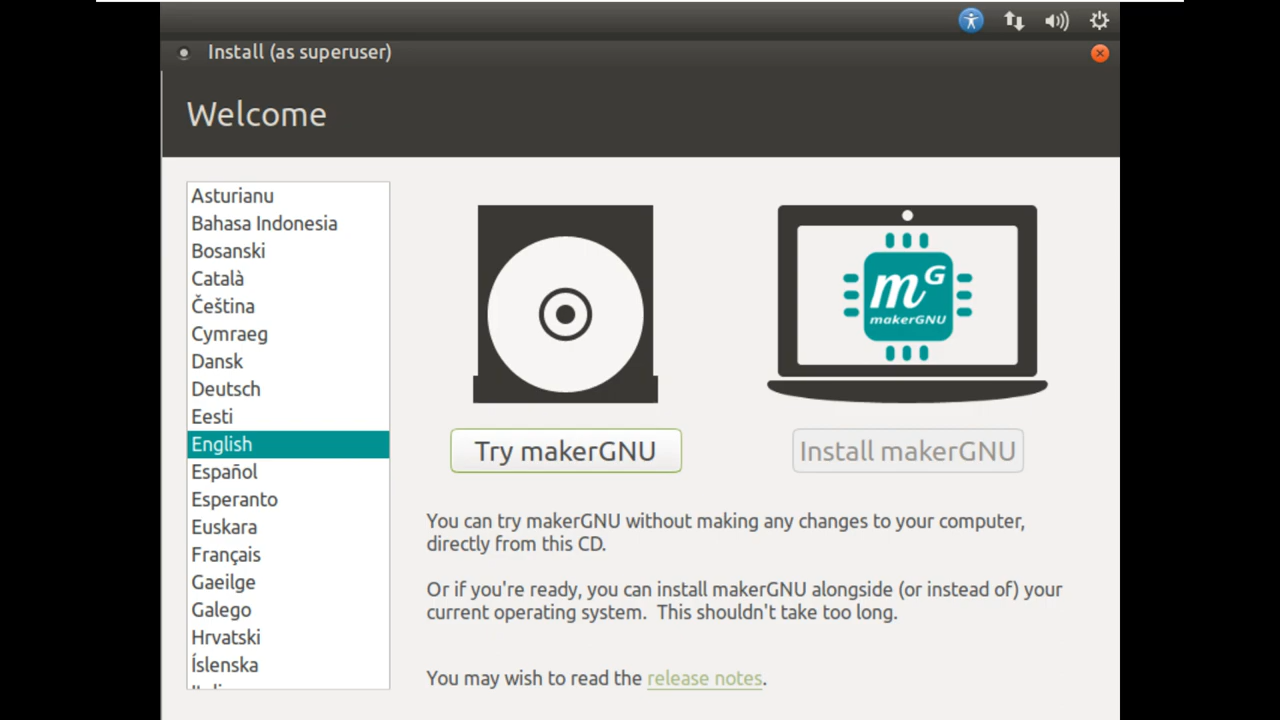 Install (as superuser)
Welcome
Asturianu
Bahasa Indonesia
Bosanski
Català
Čeština
Cymraeg
Dansk
Deutsch
Eesti
English
Español
Esperanto
Euskara
Français
Gaeilge
Galego
Hrvatski
Íslenska
m G
makerGNU
Try makerGNU
Install makerGNU
You can try makerGNU without making any changes to your computer,
directly from this CD.
Or if you're ready, you can install makerGNU alongside (or instead of) your
current operating system. This shouldn't take too long.
You may wish to read the release notes.